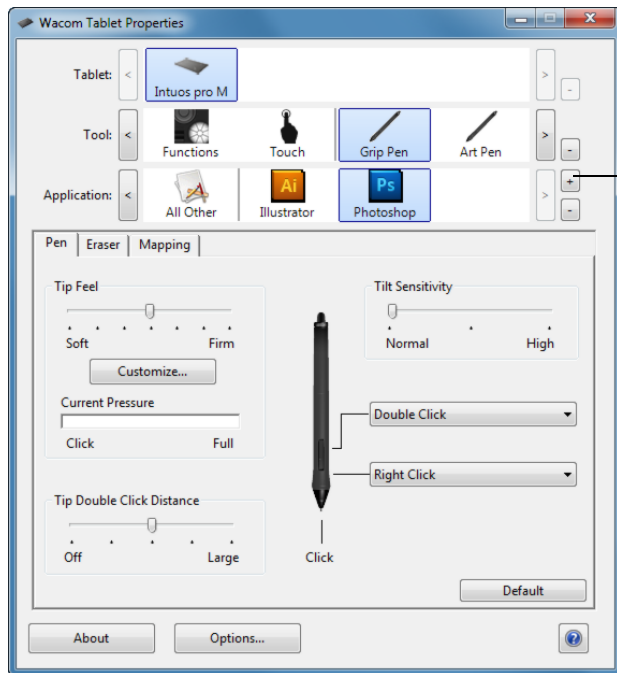 Wacom Tablet Properties
Tablet: < Intuos pro M > -
Tool: < Functions Touch Grip Pen Art Pen > -
Application: < All Other Ai Illustrator Ps Photoshop > + -
Pen Eraser Mapping
Tip Feel
Soft Firm
Customize...
Current Pressure
Click Full
Tip Double Click Distance
Off Large
Tilt Sensitivity
Normal High
Double Click
Right Click
Click
Default
About Options... ?